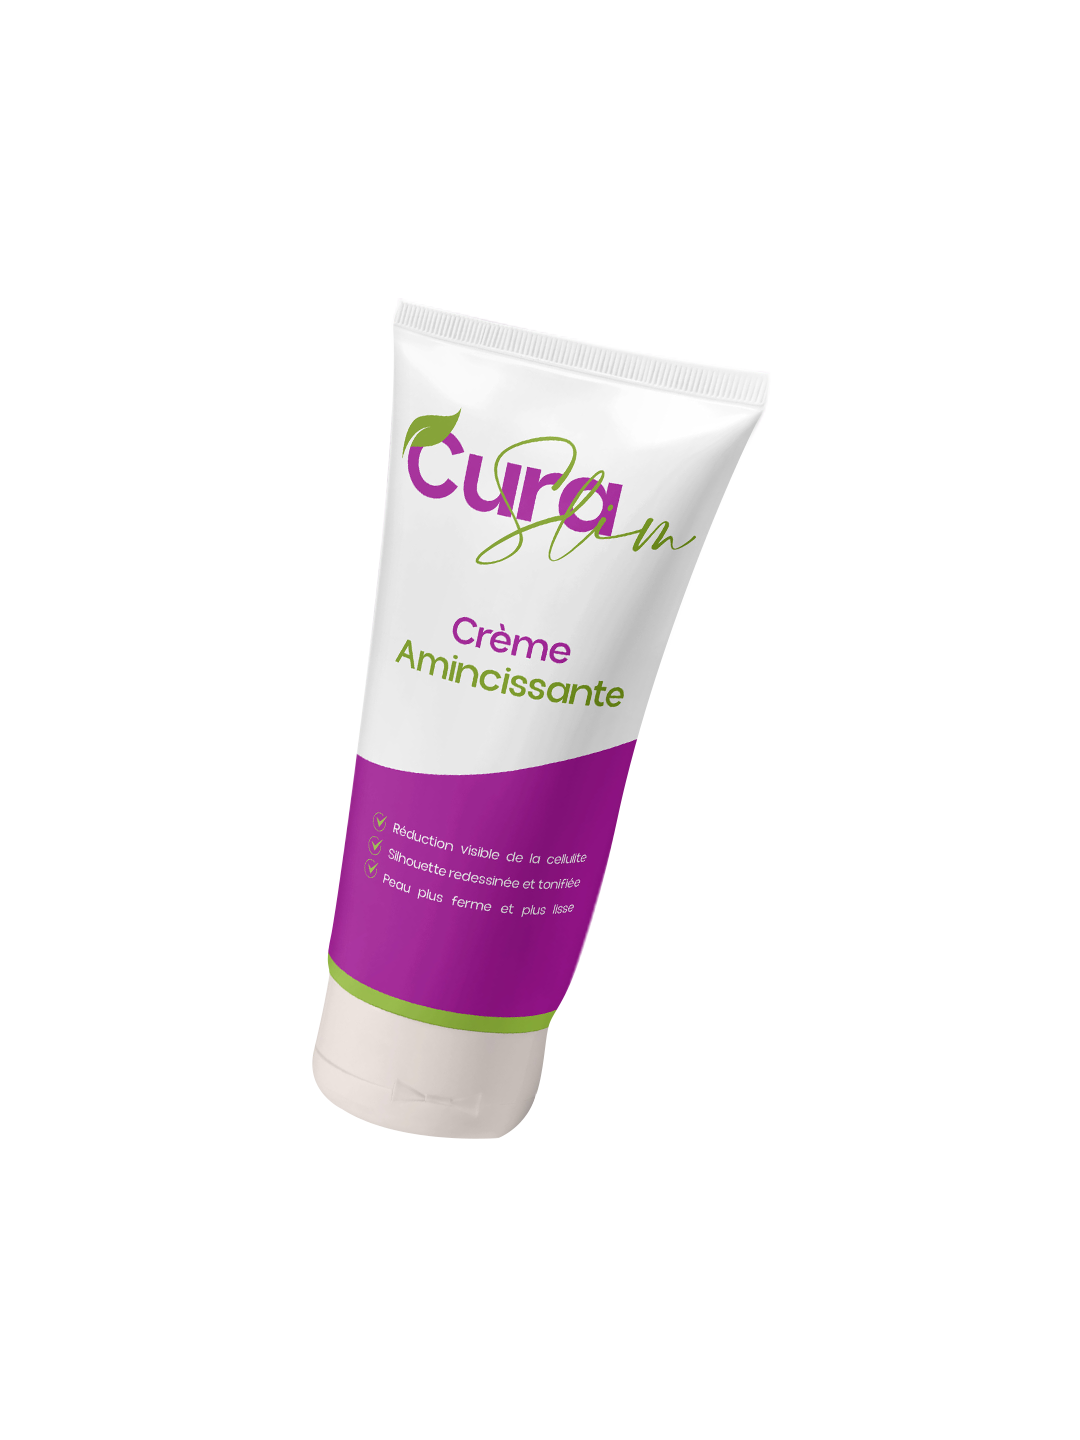 Cura
Slim
Crème
Amincissante
Réduction visible de la cellulite
Silhouette redessinée et tonifiée
Peau plus ferme et plus lisse